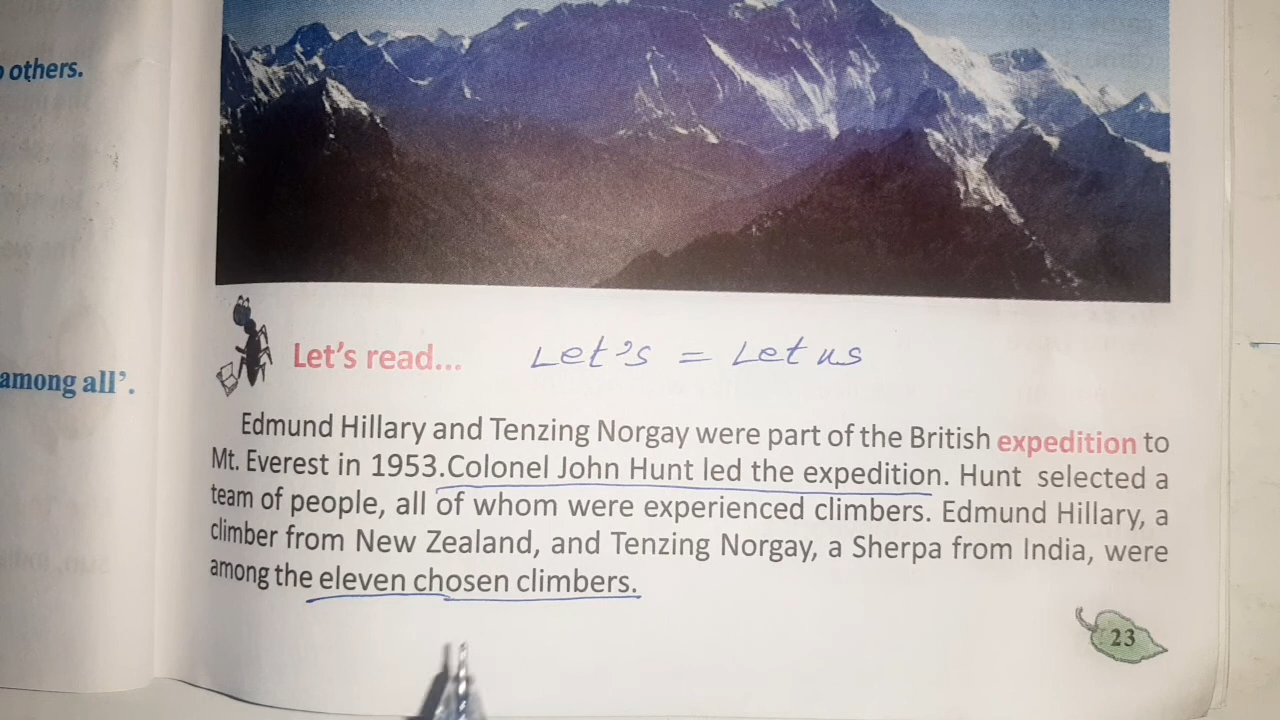 others.
among all’.
Let’s read... Let's = Let us
Edmund Hillary and Tenzing Norgay were part of the British expedition to
Mt. Everest in 1953.Colonel John Hunt led the expedition. Hunt selected a
team of people, all of whom were experienced climbers. Edmund Hillary, a
climber from New Zealand, and Tenzing Norgay, a Sherpa from India, were
among the eleven chosen climbers.
23